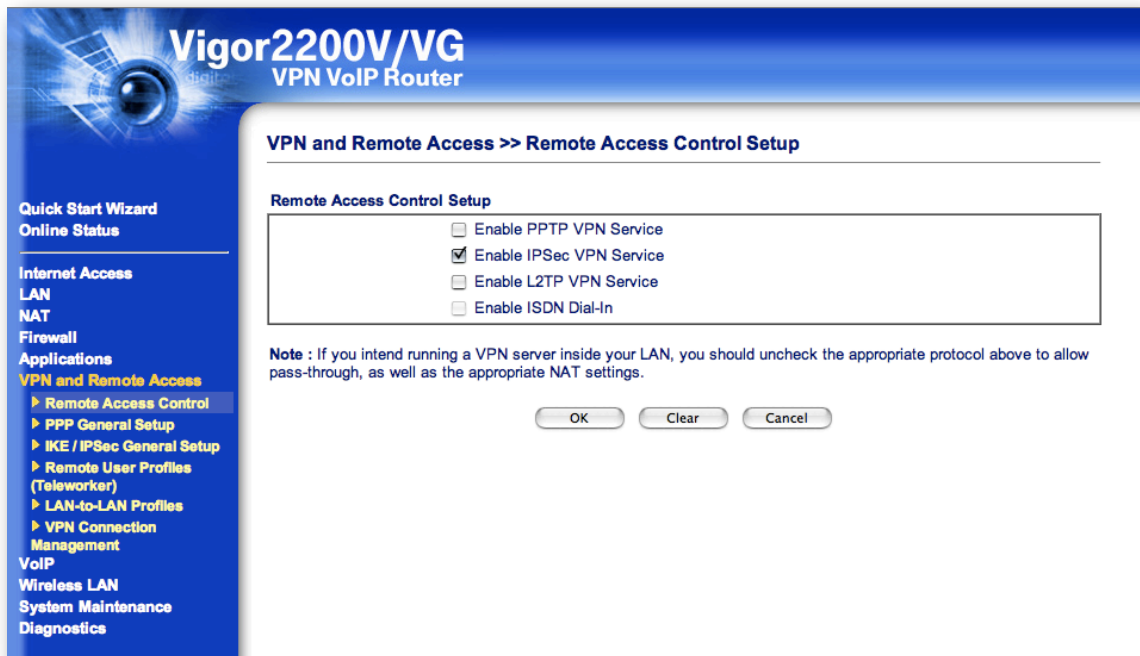 Vigor2200V/VG
VPN VoIP Router
Quick Start Wizard
Online Status
Internet Access
LAN
NAT
Firewall
Applications
VPN and Remote Access
Remote Access Control
PPP General Setup
IKE / IPSec General Setup
Remote User Profiles
(Teleworker)
LAN-to-LAN Profiles
VPN Connection
Management
VoIP
Wireless LAN
System Maintenance
Diagnostics
VPN and Remote Access >> Remote Access Control Setup
Remote Access Control Setup
Enable PPTP VPN Service
Enable IPSec VPN Service
Enable L2TP VPN Service
Enable ISDN Dial-In
Note : If you intend running a VPN server inside your LAN, you should uncheck the appropriate protocol above to allow
pass-through, as well as the appropriate NAT settings.
OK Clear Cancel